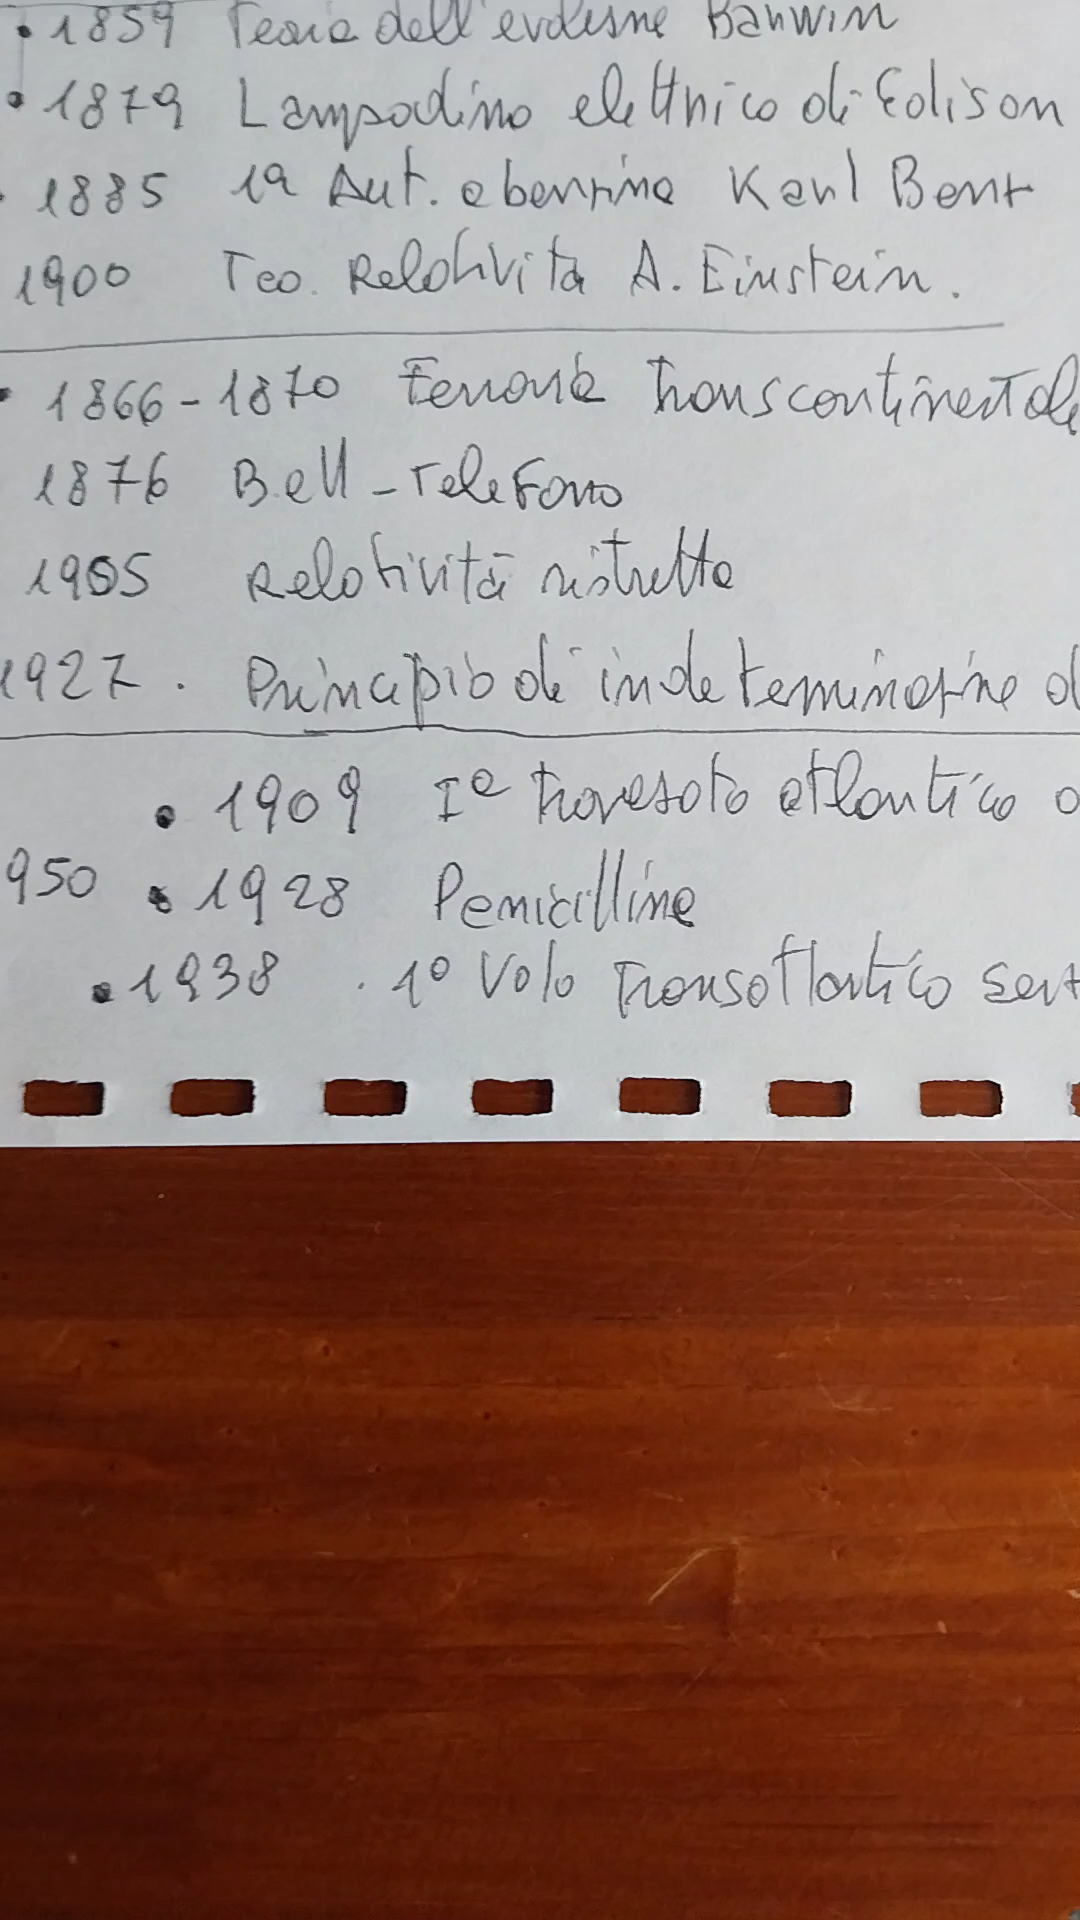 • 1859 Teoria dell'evoluzione Darwin
• 1879 Lampadina elettrica di Edison
1885 1a Aut. a benzina Karl Benz
1900 Teo. Relatività A. Einstein.
• 1866-1870 Ferrovia Transcontinentale
1876 Bell - Telefono
1905 Relatività ristretta
1927. Principio di indeterminazione d
• 1909 Ia traversata atlantica a
950 • 1928 Penicillina
• 1938 . 1° Volo Transatlantico sen